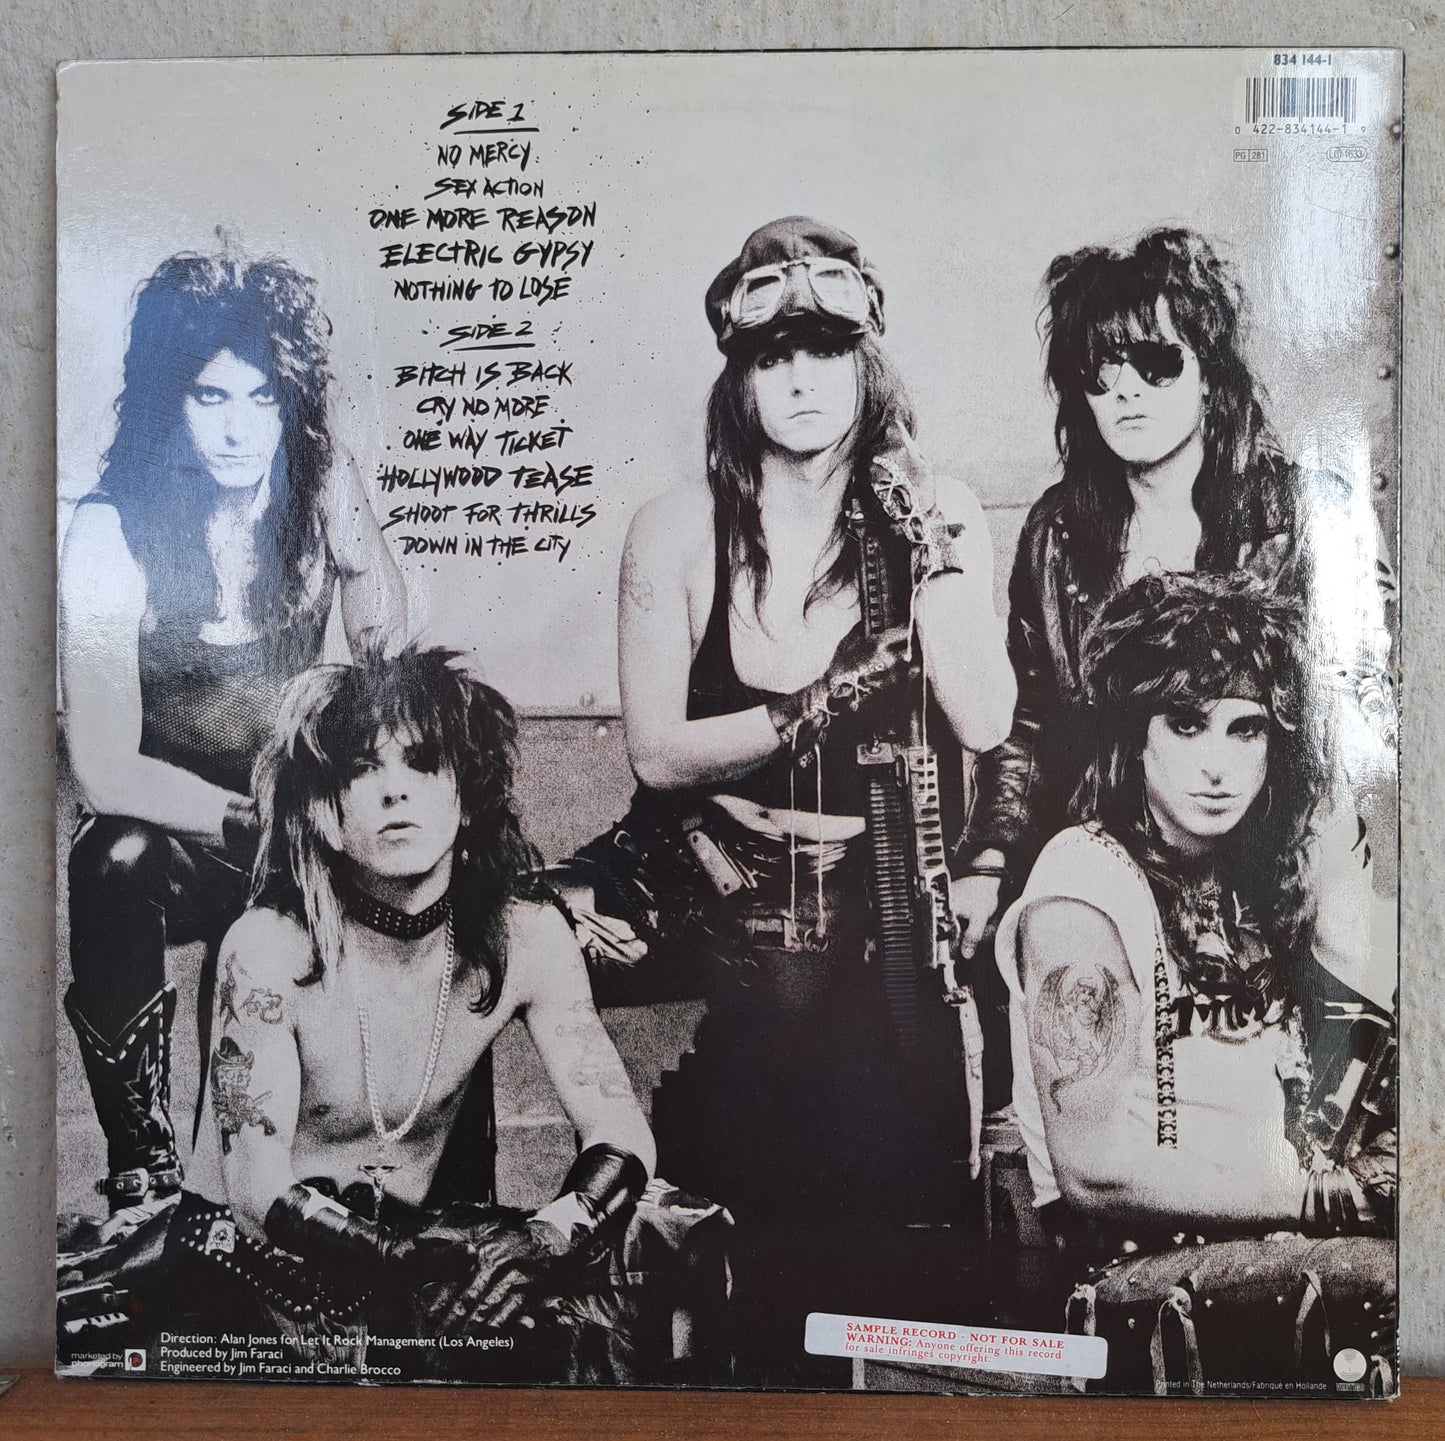 834 144-1
0 422-834144-1 9
PG 281
LC 1633
SIDE 1
NO MERCY
SEX ACTION
ONE MORE REASON
ELECTRIC GYPSY
NOTHING TO LOSE
SIDE 2
BITCH IS BACK
CRY NO MORE
ONE WAY TICKET
HOLLYWOOD TEASE
SHOOT FOR THRILLS
DOWN IN THE CITY
Direction: Alan Jones for Let It Rock Management (Los Angeles)
Produced by Jim Faraci
Engineered by Jim Faraci and Charlie Brocco
marketed by
phonogram
SAMPLE RECORD - NOT FOR SALE
WARNING: Anyone offering this record
for sale infringes copyright.
Printed in The Netherlands/Fabriqué en Hollande
VERTIGO